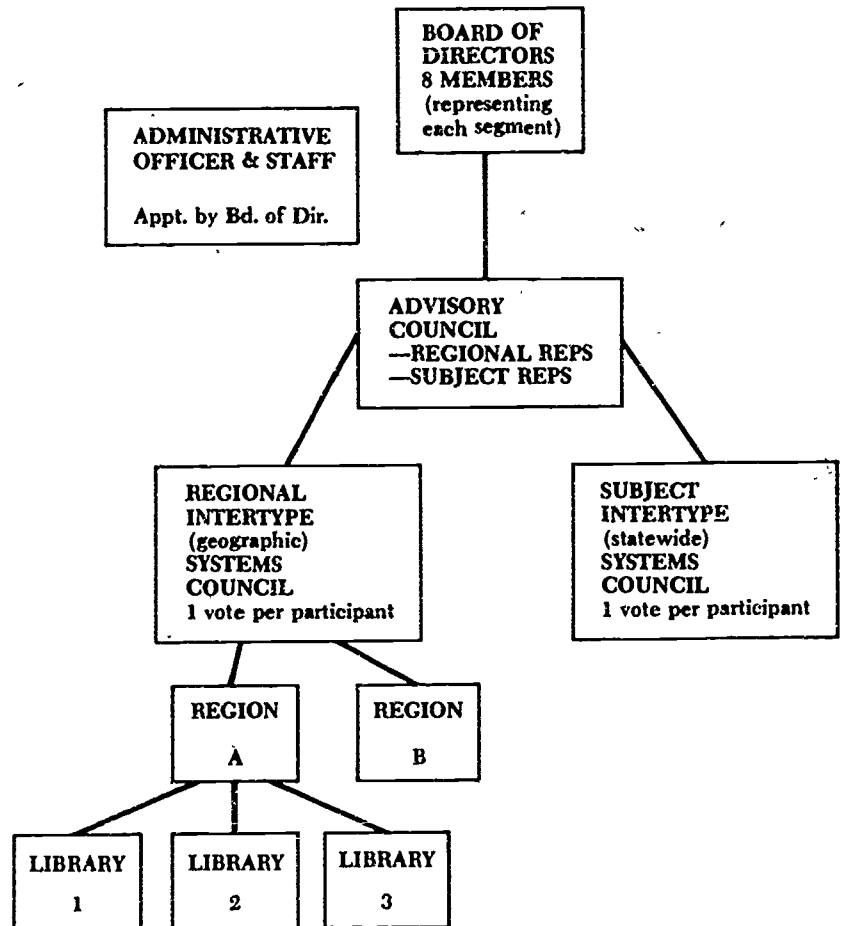 BOARD OF
DIRECTORS
8 MEMBERS
(representing
each segment)
ADMINISTRATIVE
OFFICER & STAFF
Appt. by Bd. of Dir.
ADVISORY
COUNCIL
—REGIONAL REPS
—SUBJECT REPS
REGIONAL
INTERTYPE
(geographic)
SYSTEMS
COUNCIL
1 vote per participant
SUBJECT
INTERTYPE
(statewide)
SYSTEMS
COUNCIL
1 vote per participant
REGION
A
REGION
B
LIBRARY
1
LIBRARY
2
LIBRARY
3